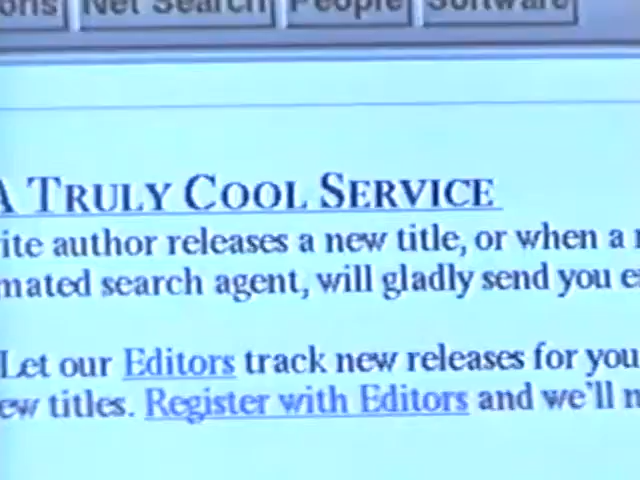 ons Net Search People Software
A TRULY COOL SERVICE
ite author releases a new title, or when a
mated search agent, will gladly send you e
Let our Editors track new releases for you
ew titles. Register with Editors and we'll n